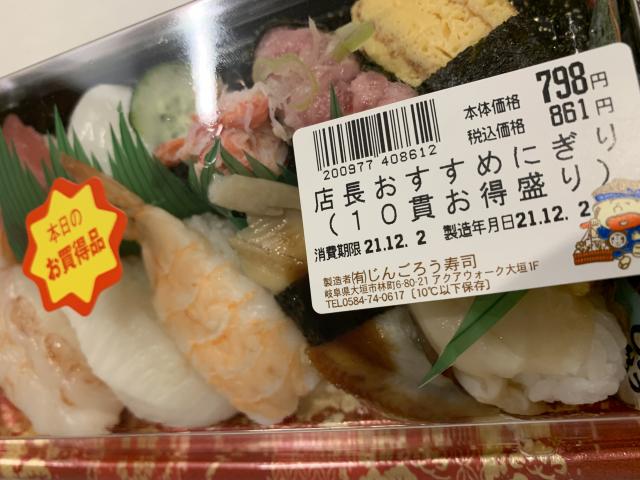 本日の
お買得品
本体価格 798円
税込価格 861円
200977 408612
店長おすすめにぎり
(10貫お得盛り)
消費期限 21.12. 2 製造年月日 21.12. 2
製造者 ㈲じんごろう寿司
岐阜県大垣市林町6-80-21 アクアウォーク大垣1F
TEL0584-74-0617 [10℃以下保存]